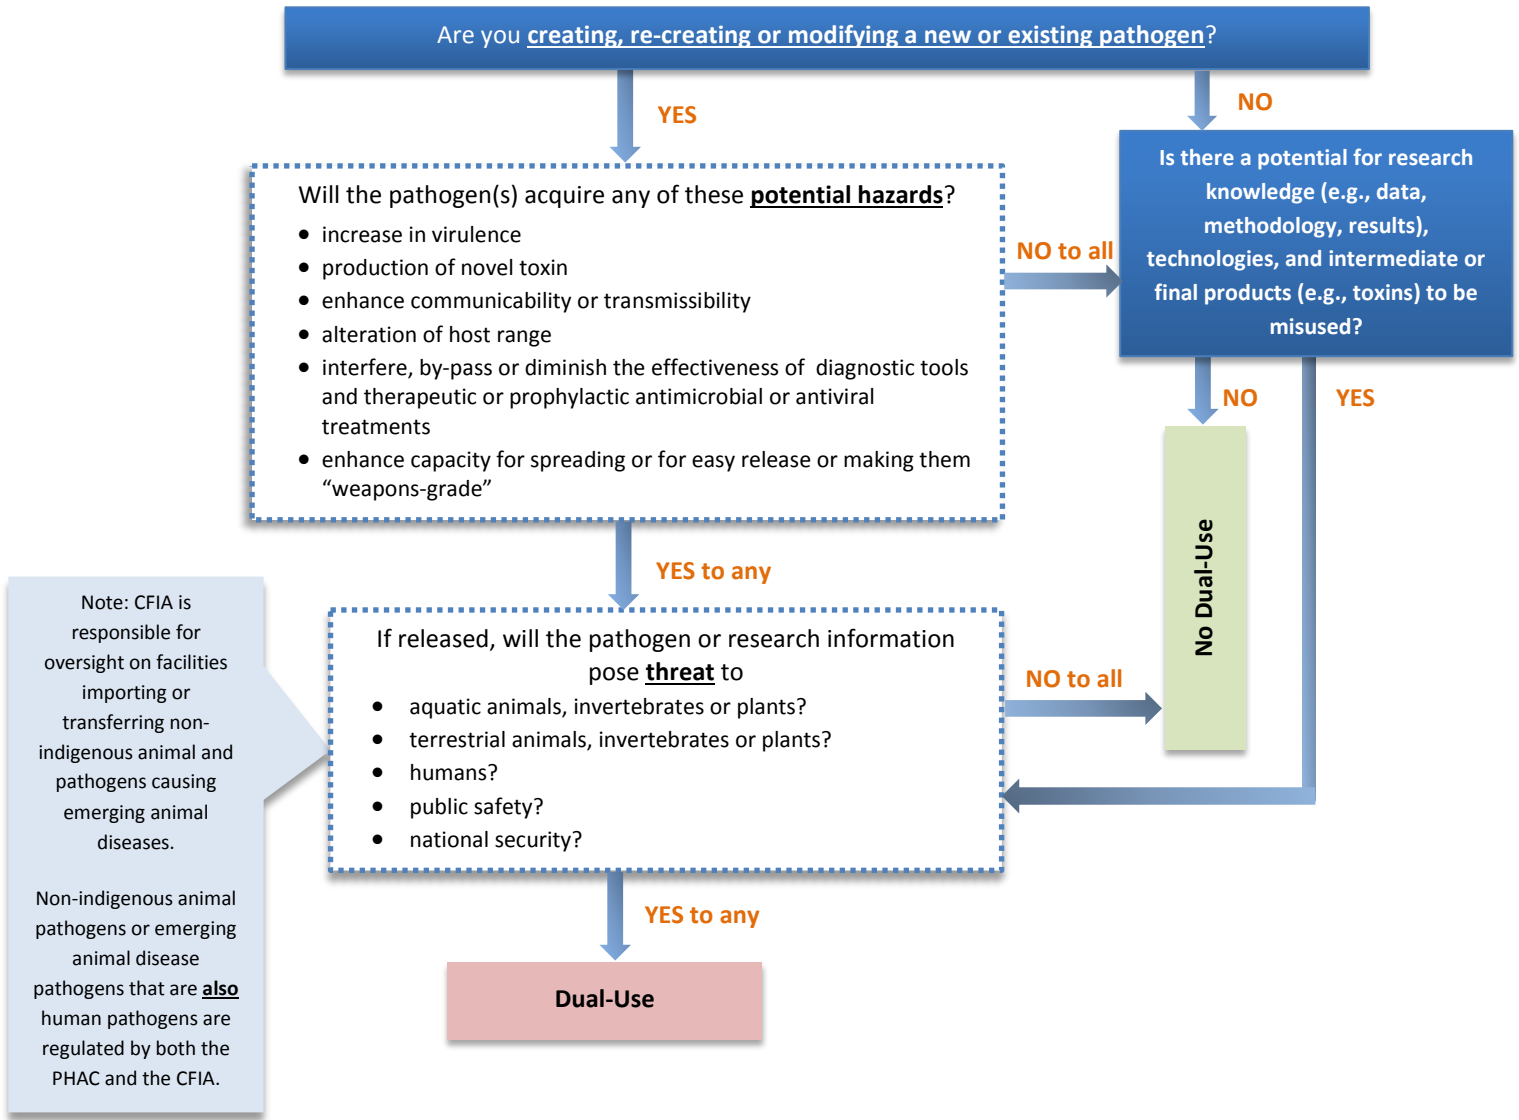 Are you creating, re-creating or modifying a new or existing pathogen?
YES
NO
Will the pathogen(s) acquire any of these potential hazards?
• increase in virulence
• production of novel toxin
• enhance communicability or transmissibility
• alteration of host range
• interfere, by-pass or diminish the effectiveness of diagnostic tools
and therapeutic or prophylactic antimicrobial or antiviral
treatments
• enhance capacity for spreading or for easy release or making them
“weapons-grade”
NO to all
Is there a potential for research
knowledge (e.g., data,
methodology, results),
technologies, and intermediate or
final products (e.g., toxins) to be
misused?
NO
YES
No Dual-Use
YES to any
If released, will the pathogen or research information
pose threat to
• aquatic animals, invertebrates or plants?
• terrestrial animals, invertebrates or plants?
• humans?
• public safety?
• national security?
NO to all
YES to any
Dual-Use
Note: CFIA is
responsible for
oversight on facilities
importing or
transferring non-
indigenous animal and
pathogens causing
emerging animal
diseases.
Non-indigenous animal
pathogens or emerging
animal disease
pathogens that are also
human pathogens are
regulated by both the
PHAC and the CFIA.